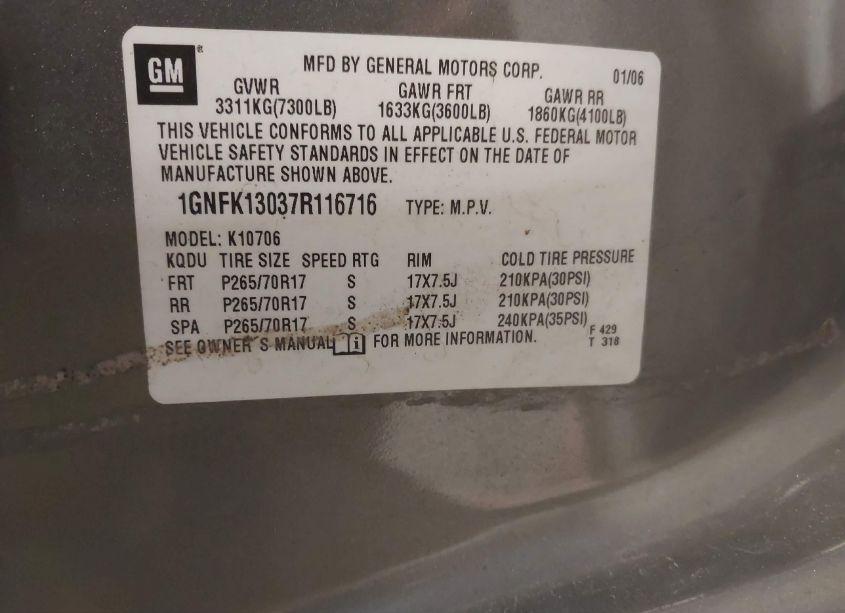 GM ®
MFD BY GENERAL MOTORS CORP. 01/06
GVWR GAWR FRT GAWR RR
3311KG(7300LB) 1633KG(3600LB) 1860KG(4100LB)
THIS VEHICLE CONFORMS TO ALL APPLICABLE U.S. FEDERAL MOTOR
VEHICLE SAFETY STANDARDS IN EFFECT ON THE DATE OF
MANUFACTURE SHOWN ABOVE.
1GNFK13037R116716 TYPE: M.P.V.
MODEL: K10706
KQDU TIRE SIZE SPEED RTG RIM COLD TIRE PRESSURE
FRT P265/70R17 S 17X7.5J 210KPA(30PSI)
RR P265/70R17 S 17X7.5J 210KPA(30PSI)
SPA P265/70R17 S 17X7.5J 240KPA(35PSI)
SEE OWNER'S MANUAL FOR MORE INFORMATION.
F 429
T 318